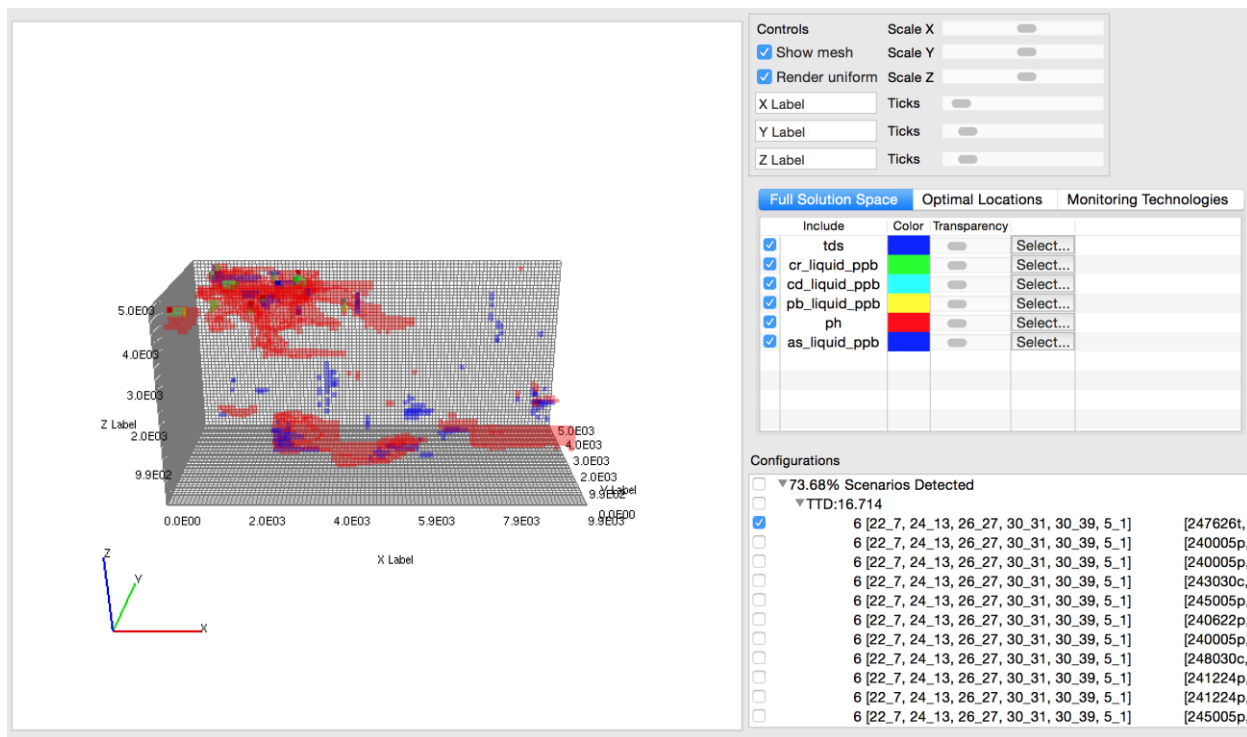 Controls
Scale X
Show mesh
Scale Y
Render uniform
Scale Z
X Label
Ticks
Y Label
Ticks
Z Label
Ticks
Full Solution Space
Optimal Locations
Monitoring Technologies
Include
Color
Transparency
tds
Select...
cr_liquid_ppb
Select...
cd_liquid_ppb
Select...
pb_liquid_ppb
Select...
ph
Select...
as_liquid_ppb
Select...
5.0E03
4.0E03
3.0E03
Z Label
2.0E03
9.9E02
5.0E03
4.0E03
3.0E03
2.0E03
Label
0.0E00
0.0E00
2.0E03
4.0E03
5.9E03
7.9E03
X Label
Z
Y
X
Configurations
73.68% Scenarios Detected
TTD:16.714
6 [22_7, 24_13, 26_27, 30_31, 30_39, 5_1] [247626t,
6 [22_7, 24_13, 26_27, 30_31, 30_39, 5_1] [240005p,
6 [22_7, 24_13, 26_27, 30_31, 30_39, 5_1] [240005p,
6 [22_7, 24_13, 26_27, 30_31, 30_39, 5_1] [243030c,
6 [22_7, 24_13, 26_27, 30_31, 30_39, 5_1] [245005p,
6 [22_7, 24_13, 26_27, 30_31, 30_39, 5_1] [240622p,
6 [22_7, 24_13, 26_27, 30_31, 30_39, 5_1] [240005p,
6 [22_7, 24_13, 26_27, 30_31, 30_39, 5_1] [248030c,
6 [22_7, 24_13, 26_27, 30_31, 30_39, 5_1] [241224p,
6 [22_7, 24_13, 26_27, 30_31, 30_39, 5_1] [241224p,
6 [22_7, 24_13, 26_27, 30_31, 30_39, 5_1] [245005p,